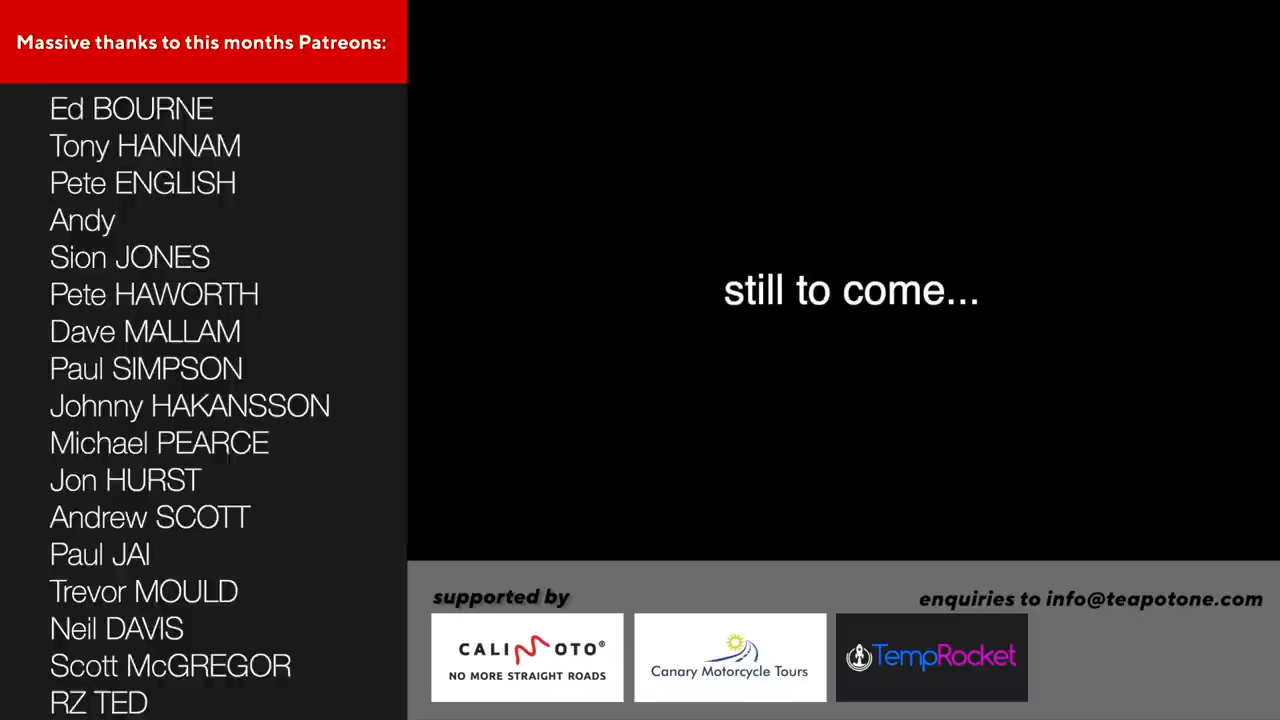 Massive thanks to this months Patreons:
Ed BOURNE
Tony HANNAM
Pete ENGLISH
Andy
Sion JONES
Pete HAWORTH
Dave MALLAM
Paul SIMPSON
Johnny HAKANSSON
Michael PEARCE
Jon HURST
Andrew SCOTT
Paul JAI
Trevor MOULD
Neil DAVIS
Scott McGREGOR
RZ TED
still to come...
supported by
enquiries to info@teapotone.com
CALIMOTO®
NO MORE STRAIGHT ROADS
Canary Motorcycle Tours
TempRocket